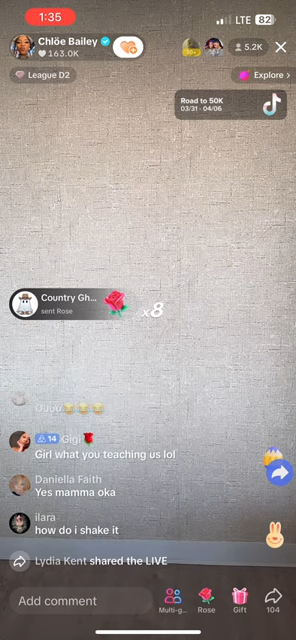 1:35
LTE 82
Chlöe Bailey
163.0K
5.2K
League D2
Explore >
Road to 50K
03/31 - 04/06
Country Gh...
sent Rose
x8
14 Gigi
Girl what you teaching us lol
Daniella Faith
Yes mamma oka
ilara
how do i shake it
Lydia Kent shared the LIVE
Add comment
Multi-g...
Rose
Gift
104